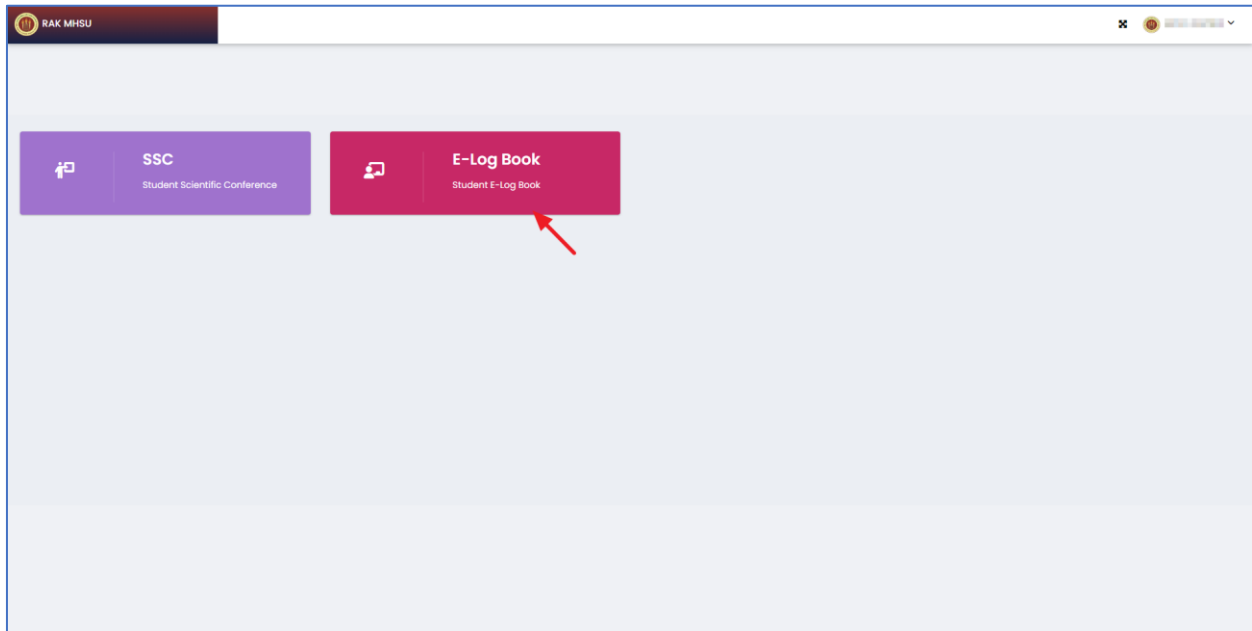 RAK MHSU
SSC
Student Scientific Conference
E-Log Book
Student E-Log Book